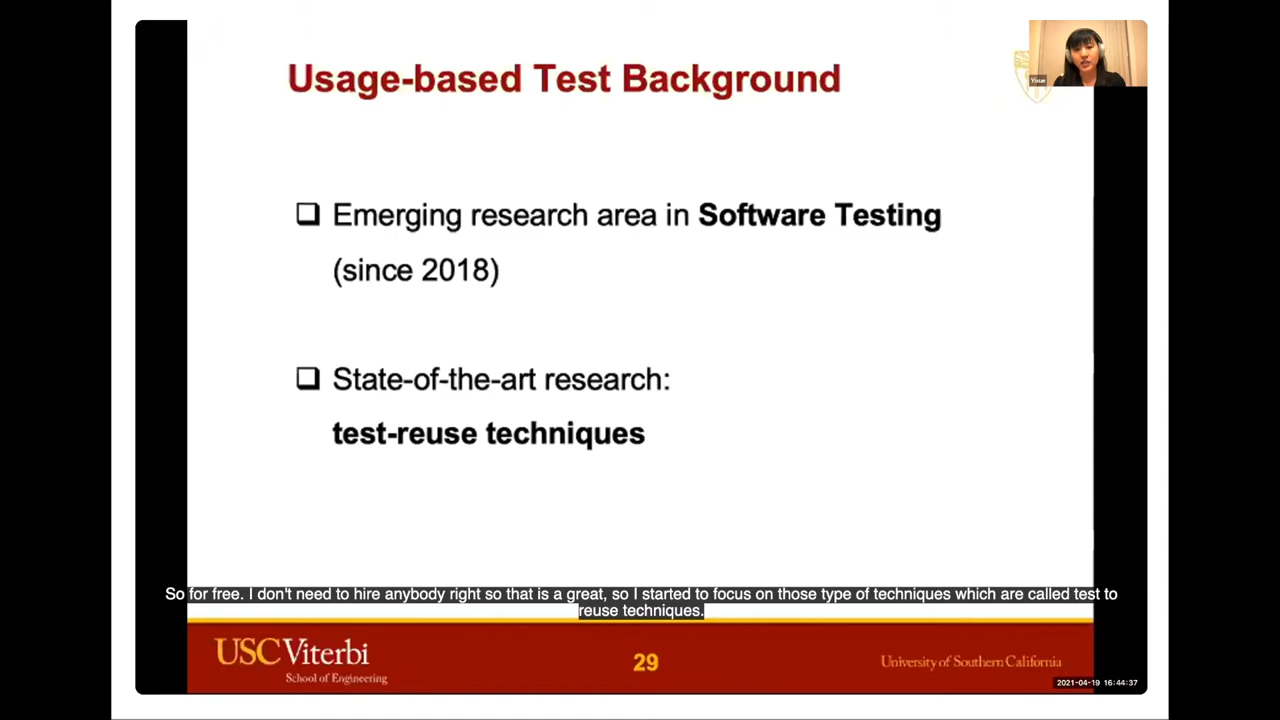 Usage-based Test Background
Yixue
❑ Emerging research area in Software Testing
(since 2018)
❑ State-of-the-art research:
test-reuse techniques
So for free. I don't need to hire anybody right so that is a great, so I started to focus on those type of techniques which are called test to
reuse techniques.
USC Viterbi
School of Engineering
29
University of Southern California
2021-04-19 16:44:37